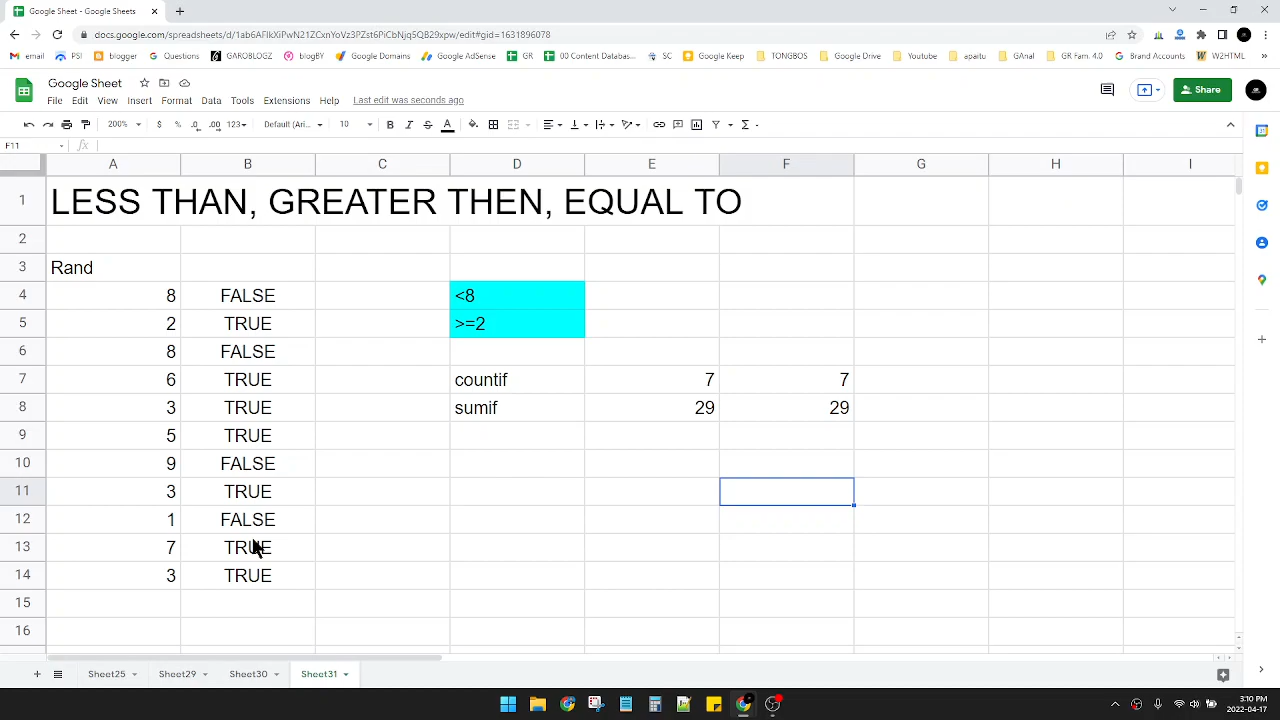 Google Sheet - Google Sheets
docs.google.com/spreadsheets/d/1ab6AFIkXiPwN21ZCxnYoVz3PZst6PiCbNjq5QB29xpw/edit#gid=1631896078
email PSI blogger Questions GAROBLOGZ blogBY Google Domains Google AdSense GR 00 Content Databas... SC Google Keep TONGBOS Google Drive Youtube apaitu GAnal GR Fam. 4.0 Brand Accounts W2HTML »
Google Sheet
File Edit View Insert Format Data Tools Extensions Help Last edit was seconds ago
Share
200% $ % .0 .00 123 Default (Ari... 10 B I S A Σ
F11 fx
A B C D E F G H I
1 LESS THAN, GREATER THEN, EQUAL TO
2
3 Rand
4 8 FALSE <8
5 2 TRUE >=2
6 8 FALSE
7 6 TRUE countif 7 7
8 3 TRUE sumif 29 29
9 5 TRUE
10 9 FALSE
11 3 TRUE
12 1 FALSE
13 7 TRUE
14 3 TRUE
15
16
+ Sheet25 Sheet29 Sheet30 Sheet31
3:10 PM
2022-04-17